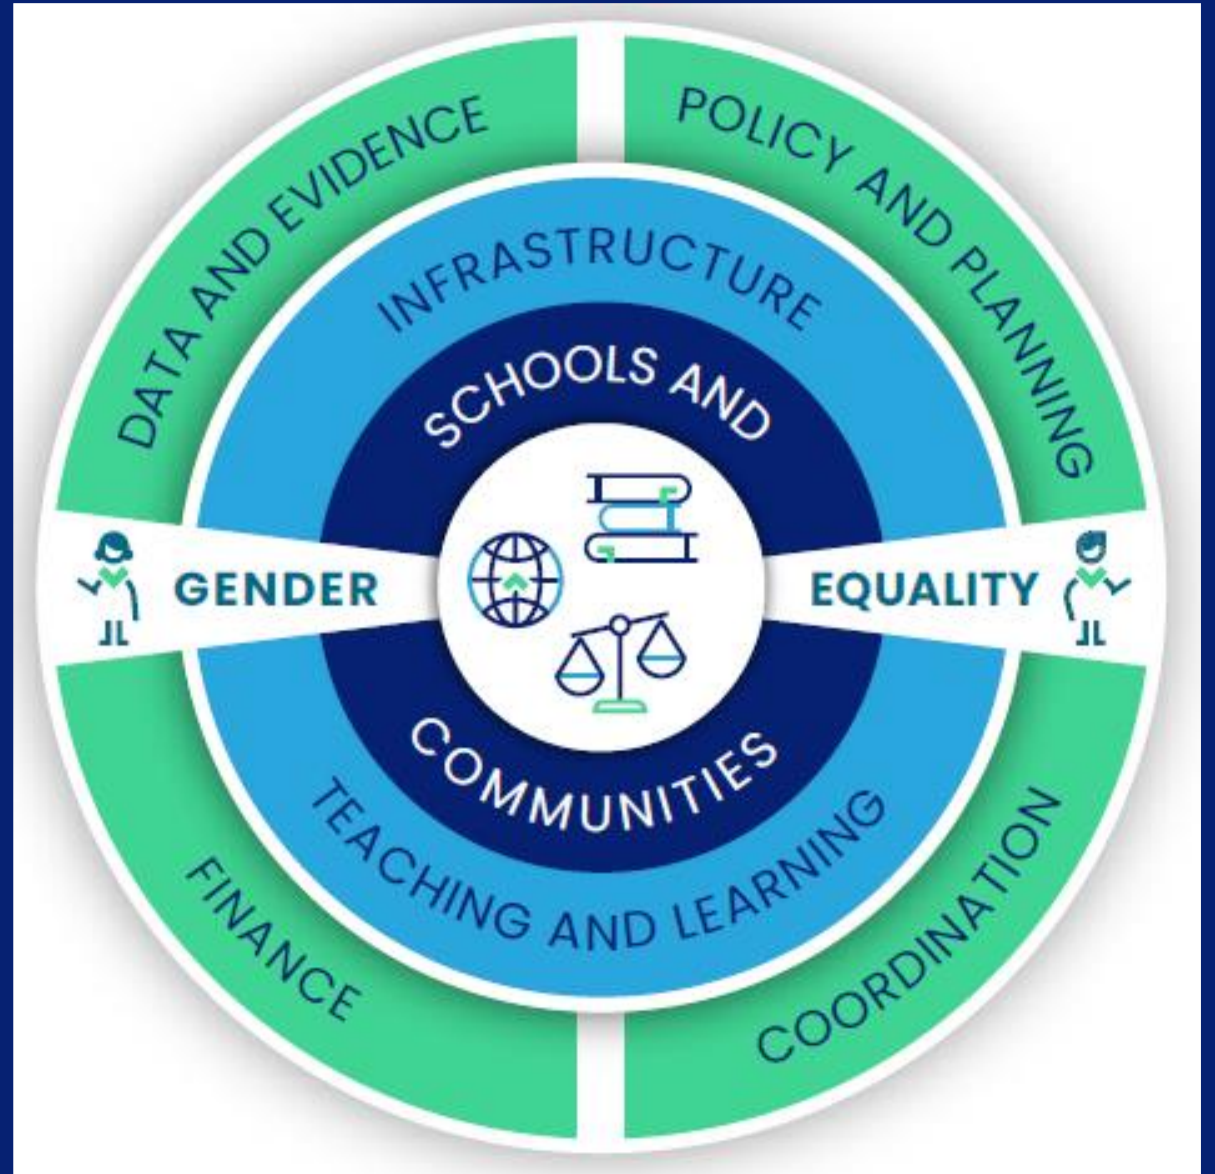 DATA AND EVIDENCE
POLICY AND PLANNING
INFRASTRUCTURE
SCHOOLS AND
GENDER
EQUALITY
COMMUNITIES
TEACHING AND LEARNING
FINANCE
COORDINATION